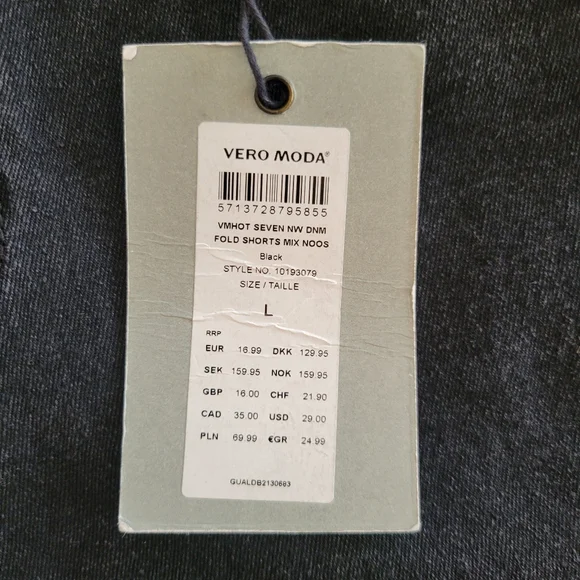 VERO MODA®
5713728795855
VMHOT SEVEN NW DNM
FOLD SHORTS MIX NOOS
Black
STYLE NO. 10193079
SIZE / TAILLE
L
RRP
EUR 16.99 DKK 129.95
SEK 159.95 NOK 159.95
GBP 16.00 CHF 21.90
CAD 35.00 USD 29.00
PLN 69.99 €GR 24.99
GUALDB2130683